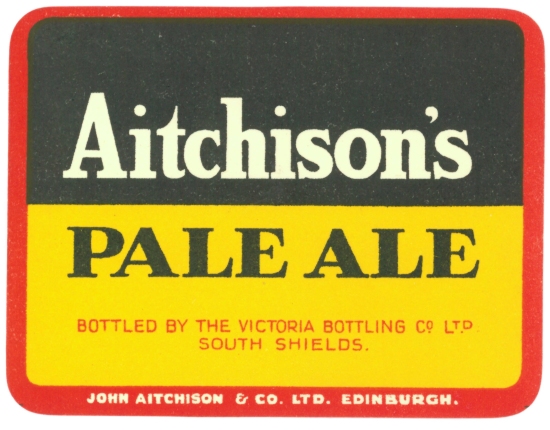 Aitchison's
PALE ALE
BOTTLED BY THE VICTORIA BOTTLING Cº LTD
SOUTH SHIELDS.
JOHN AITCHISON & CO. LTD. EDINBURGH.